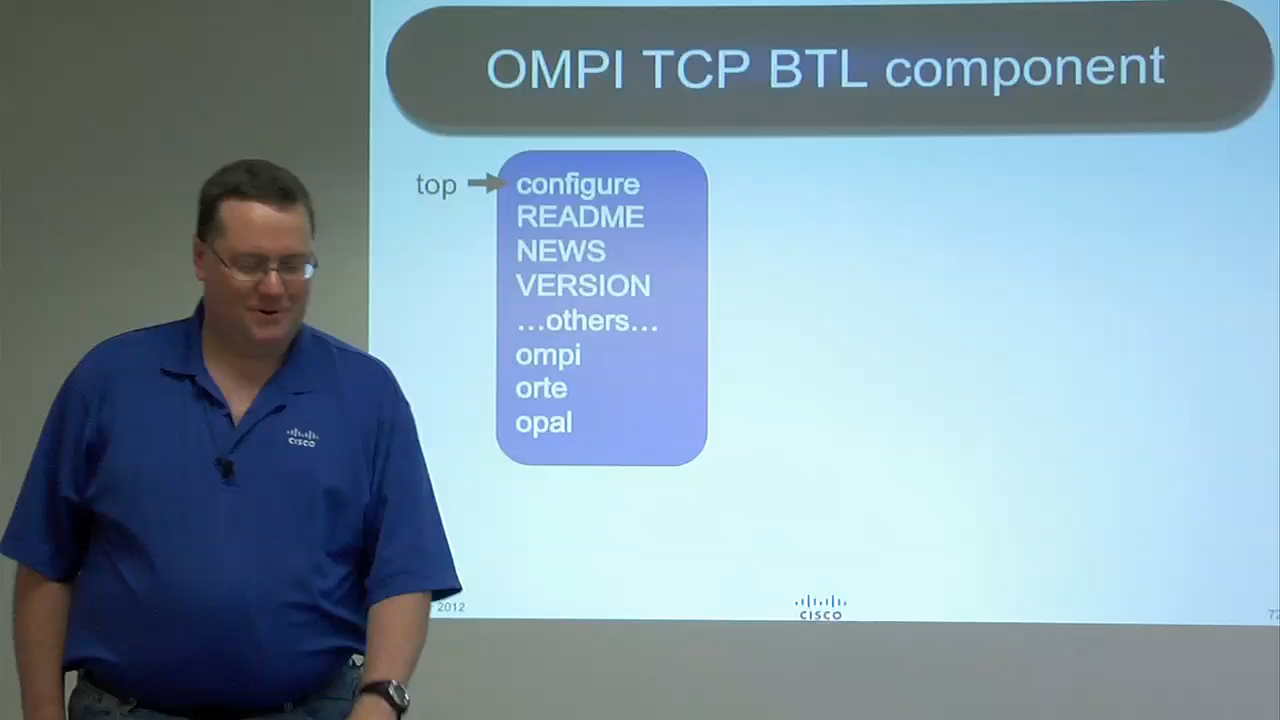 OMPI TCP BTL component
top
configure
README
NEWS
VERSION
...others...
ompi
orte
opal
CISCO
2012
CISCO